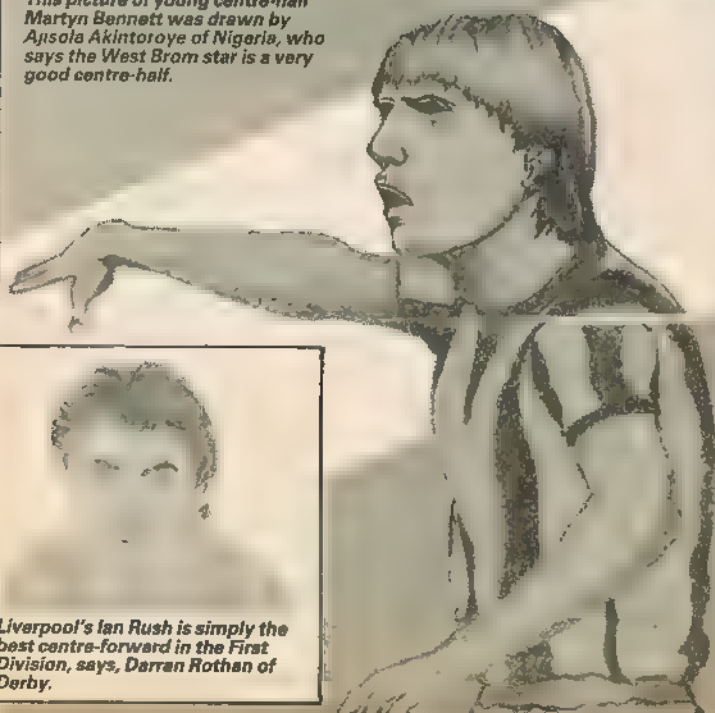 This picture of young centre-half
Martyn Bennett was drawn by
Ajisola Akintoroye of Nigeria, who
says the West Brom star is a very
good centre-half.
Liverpool's Ian Rush is simply the
best centre-forward in the First
Division, says, Darren Rothan of
Derby.